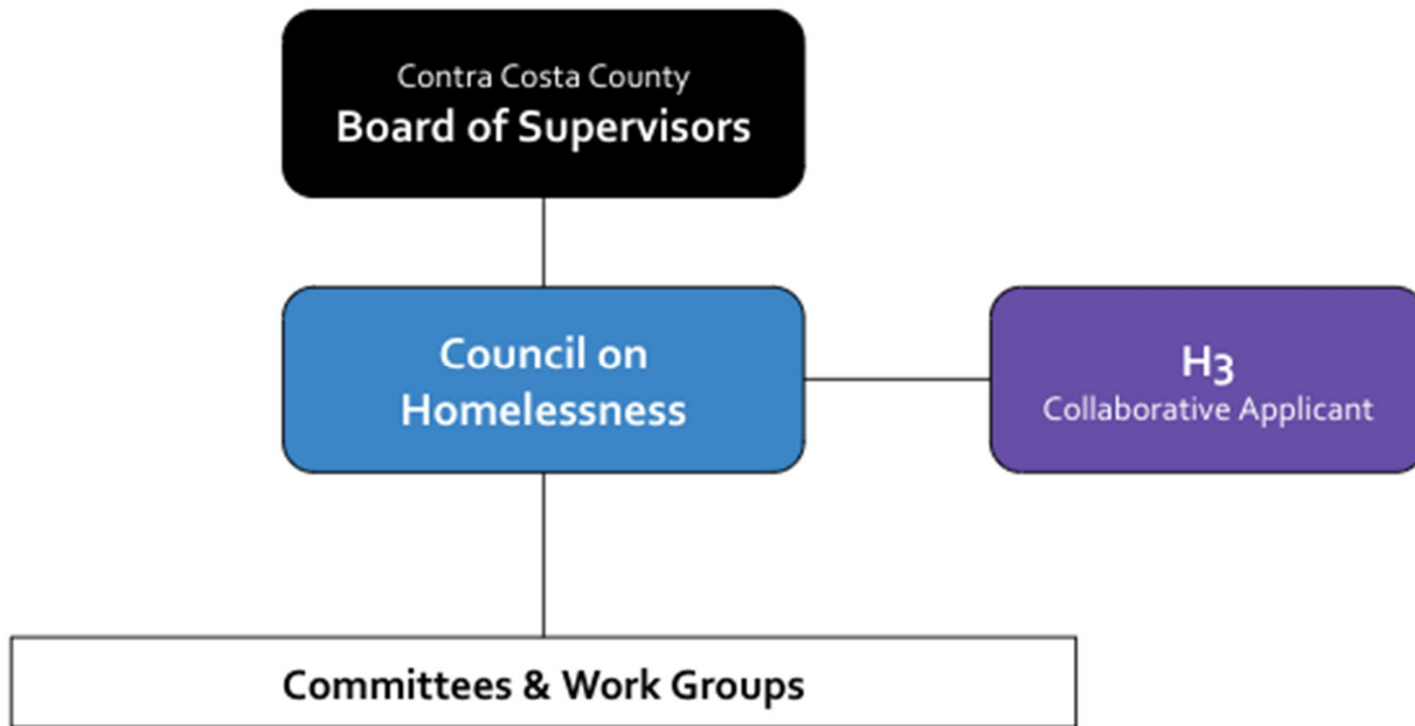 Contra Costa County
Board of Supervisors
Council on
Homelessness
H3
Collaborative Applicant
Committees & Work Groups